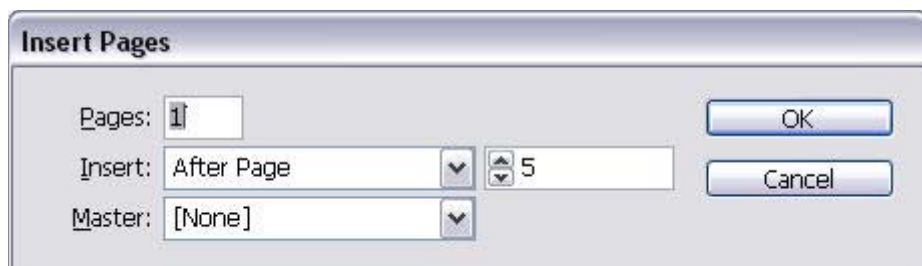 Insert Pages
Pages: 1 OK
Insert: After Page 5 Cancel
Master: [None]